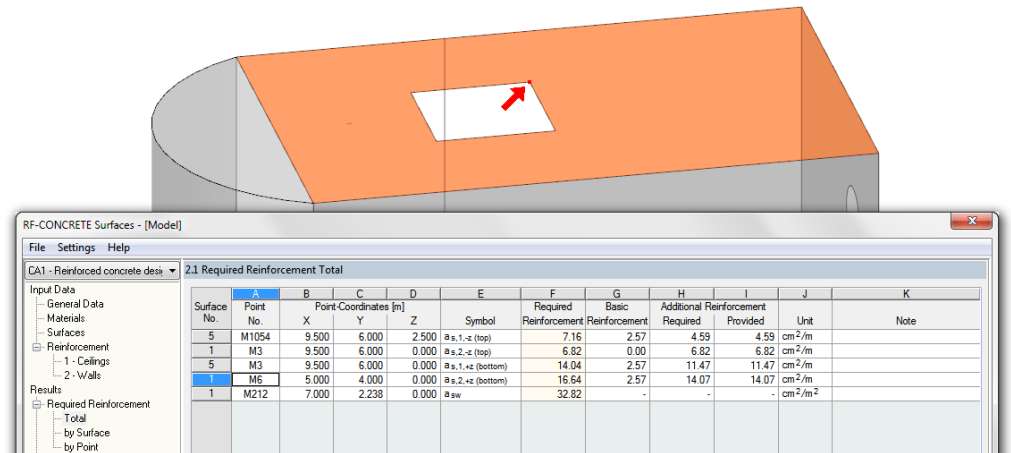 RF-CONCRETE Surfaces - [Model]
File Settings Help
CA1 - Reinforced concrete desi
2.1 Required Reinforcement Total
Input Data
General Data
Materials
Surfaces
Reinforcement
1 - Ceilings
2 - Walls
Results
Required Reinforcement
Total
by Surface
by Point
A B C D E F G H I J K
Surface Point Point-Coordinates [m] Required Basic Additional Reinforcement
No. No. X Y Z Symbol Reinforcement Reinforcement Required Provided Unit Note
5 M1054 9.500 6.000 2.500 as,1,-z (top) 7.16 2.57 4.59 4.59 cm2/m
1 M3 9.500 6.000 0.000 as,2,-z (top) 6.82 0.00 6.82 6.82 cm2/m
5 M3 9.500 6.000 0.000 as,1,+z (bottom) 14.04 2.57 11.47 11.47 cm2/m
1 M6 5.000 4.000 0.000 as,2,+z (bottom) 16.64 2.57 14.07 14.07 cm2/m
1 M212 7.000 2.238 0.000 asw 32.82 - - - cm2/m2